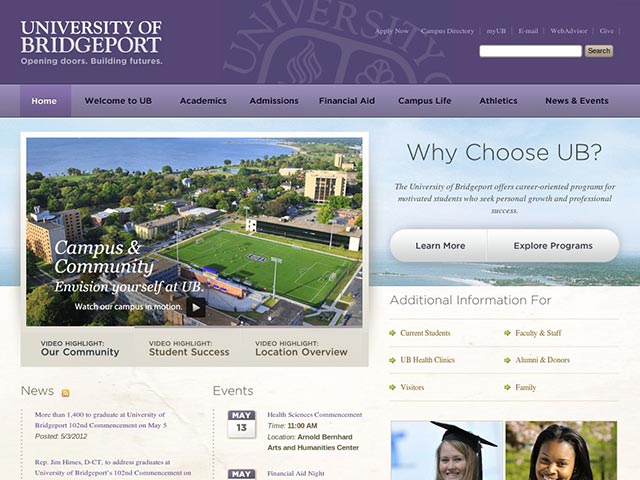 UNIVERSITY OF
BRIDGEPORT
Opening doors. Building futures.
Apply Now | Campus Directory | myUB | E-mail | WebAdvisor | Give |
Search
Home
Welcome to UB
Academics
Admissions
Financial Aid
Campus Life
Athletics
News & Events
Campus &
Community
Envision yourself at UB.
Watch our campus in motion.
VIDEO HIGHLIGHT:
Our Community
VIDEO HIGHLIGHT:
Student Success
VIDEO HIGHLIGHT:
Location Overview
Why Choose UB?
The University of Bridgeport offers career-oriented programs for
motivated students who seek personal growth and professional
success.
Learn More
Explore Programs
Additional Information For
Current Students
Faculty & Staff
UB Health Clinics
Alumni & Donors
Visitors
Family
News
More than 1,400 to graduate at University of
Bridgeport 102nd Commencement on May 5
Posted: 5/3/2012
Rep. Jim Himes, D-CT, to address graduates at
University of Bridgeport's 102nd Commencement on
Events
MAY
13
Health Sciences Commencement
Time: 11:00 AM
Location: Arnold Bernhard
Arts and Humanities Center
MAY
Financial Aid Night